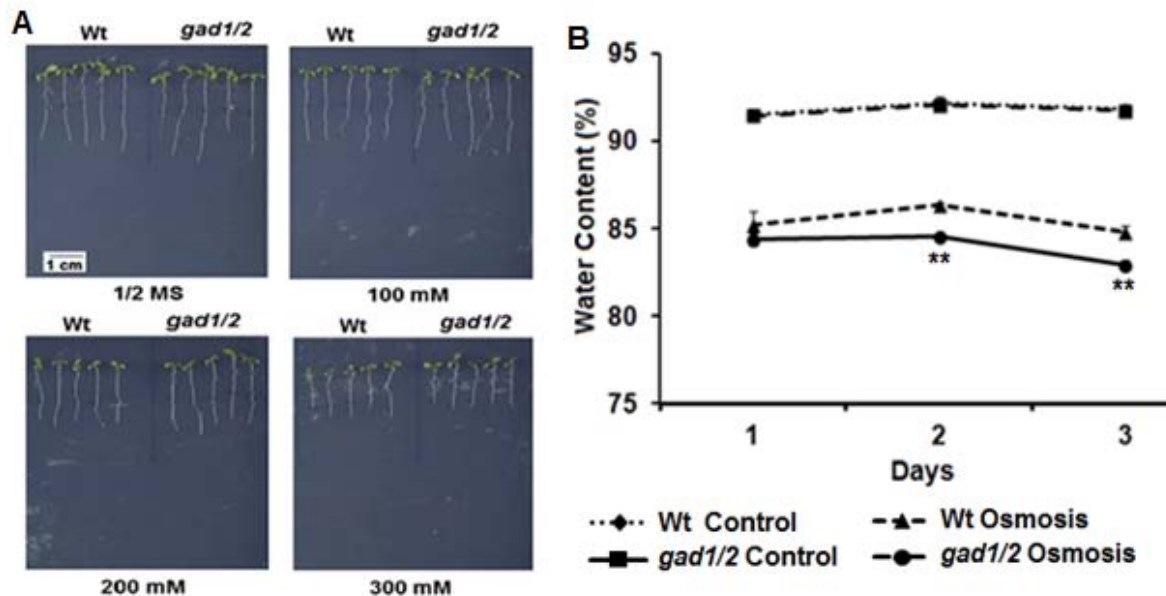 A
Wt gad1/2
Wt gad1/2
1 cm
1/2 MS
100 mM
Wt gad1/2
Wt gad1/2
200 mM
300 mM
B
Water Content (%)
95
90
85
80
75
**
**
1 2 3
Days
Wt Control
Wt Osmosis
gad1/2 Control
gad1/2 Osmosis